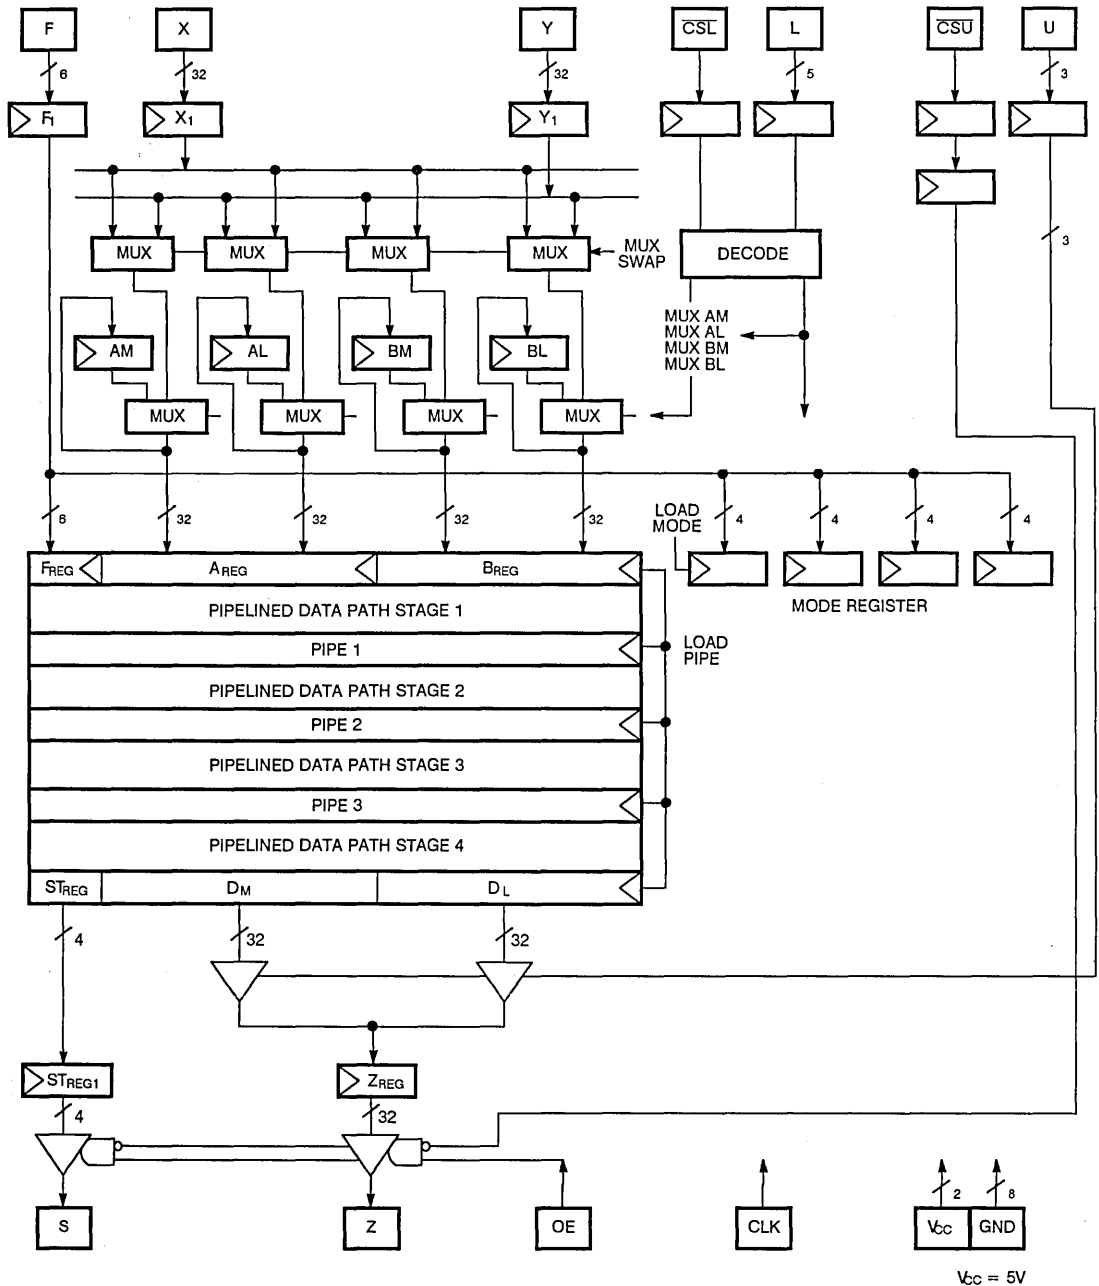 F
X
Y
CSL
L
CSU
U
6
32
32
5
3
F1
X1
Y1
3
MUX
MUX
MUX
MUX
MUX
SWAP
DECODE
MUX AM
MUX AL
MUX BM
MUX BL
AM
AL
BM
BL
MUX
MUX
MUX
MUX
6
32
32
32
32
LOAD
MODE
4
4
4
4
FREG
AREG
BREG
MODE REGISTER
PIPELINED DATA PATH STAGE 1
PIPE 1
LOAD
PIPE
PIPELINED DATA PATH STAGE 2
PIPE 2
PIPELINED DATA PATH STAGE 3
PIPE 3
PIPELINED DATA PATH STAGE 4
STREG
DM
DL
4
32
32
STREG1
ZREG
4
32
2
8
S
Z
OE
CLK
VCC
GND
VCC = 5V